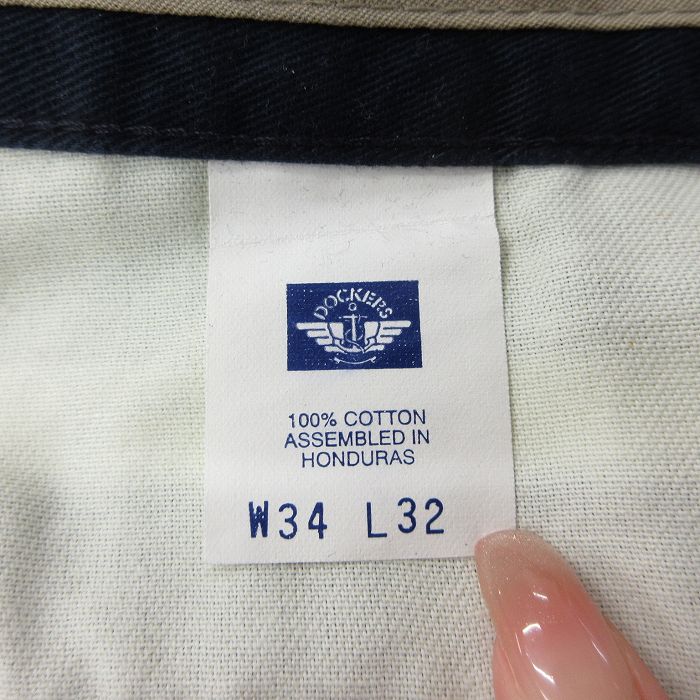 DOCKERS
100% COTTON
ASSEMBLED IN
HONDURAS
W34 L32